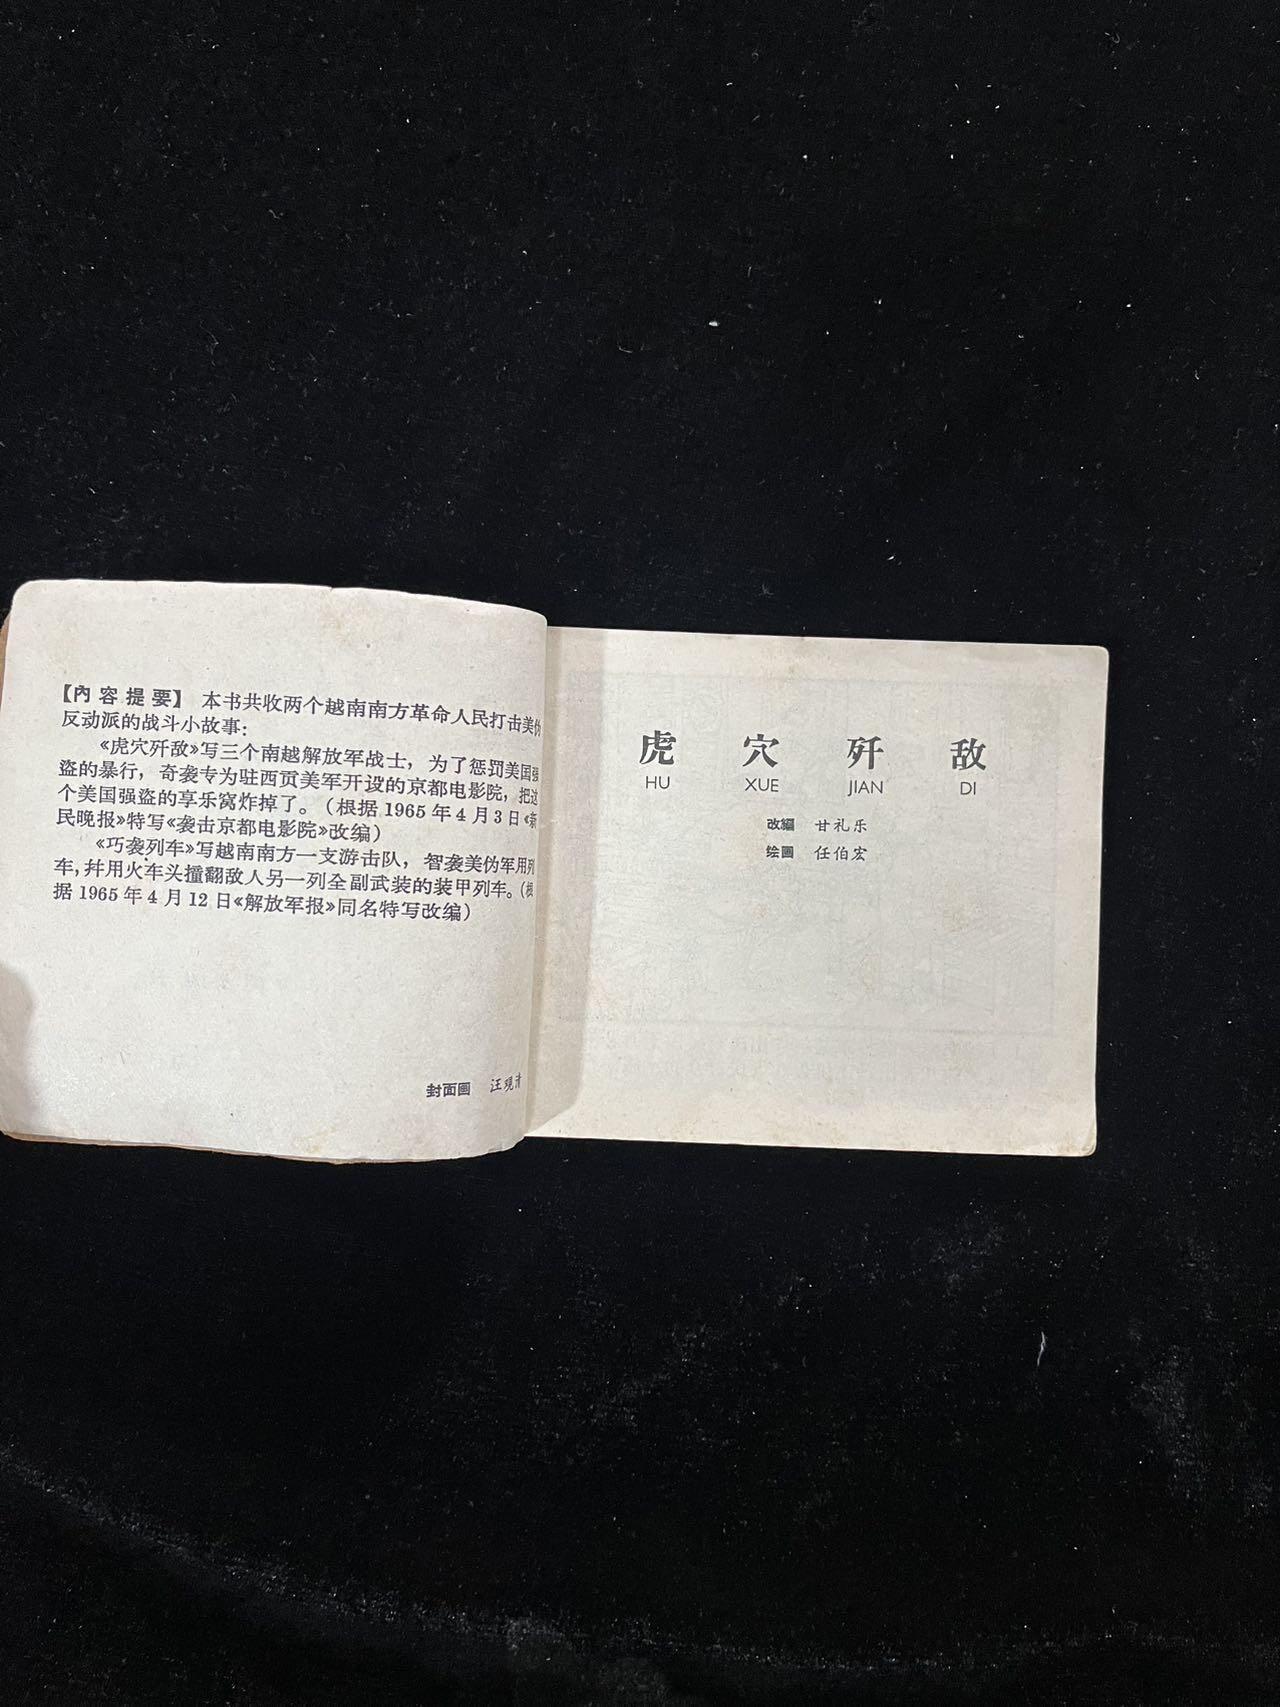 【內容提要】 本书共收两个越南南方革命人民打击美伪
反动派的战斗小故事：
《虎穴歼敌》写三个南越解放军战士，为了惩罚美国强
盗的暴行，奇袭专为驻西贡美军开设的京都电影院，把这
个美国强盗的享乐窝炸掉了。（根据1965年4月3日《新
民晚报》特写《袭击京都电影院》改编）
《巧袭列车》写越南南方一支游击队，智袭美伪军用列
车，并用火车头撞翻敌人另一列全副武装的装甲列车。（根
据1965年4月12日《解放军报》同名特写改编）
封面画 汪观清
虎穴歼敌
HU XUE JIAN DI
改編 甘礼乐
绘画 任伯宏